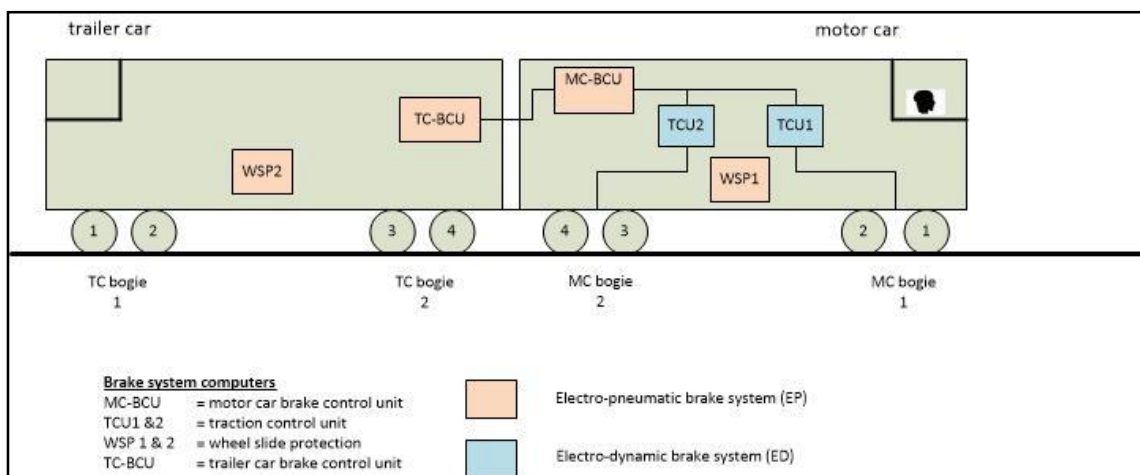 trailer car motor car
MC-BCU
TC-BCU TCU2 TCU1
WSP2 WSP1
1 2 3 4 4 3 2 1
TC bogie TC bogie MC bogie MC bogie
1 2 2 1
Brake system computers
MC-BCU = motor car brake control unit
TCU1 &2 = traction control unit
WSP 1 & 2 = wheel slide protection
TC-BCU = trailer car brake control unit
Electro-pneumatic brake system (EP)
Electro-dynamic brake system (ED)